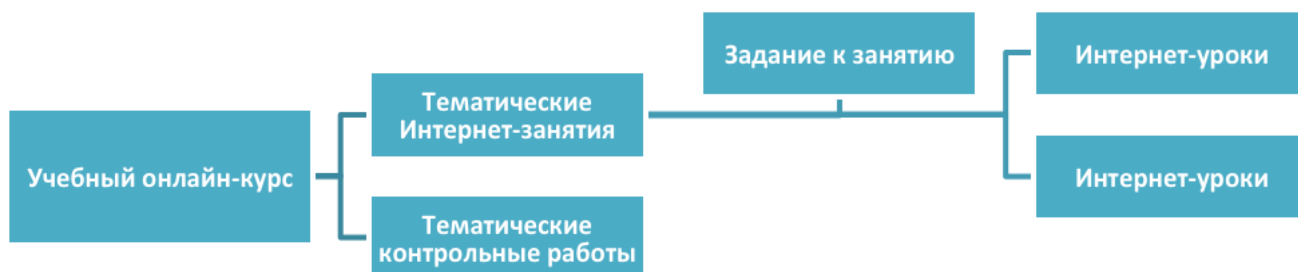 Учебный онлайн-курс
Тематические
Интернет-занятия
Тематические
контрольные работы
Задание к занятию
Интернет-уроки
Интернет-уроки